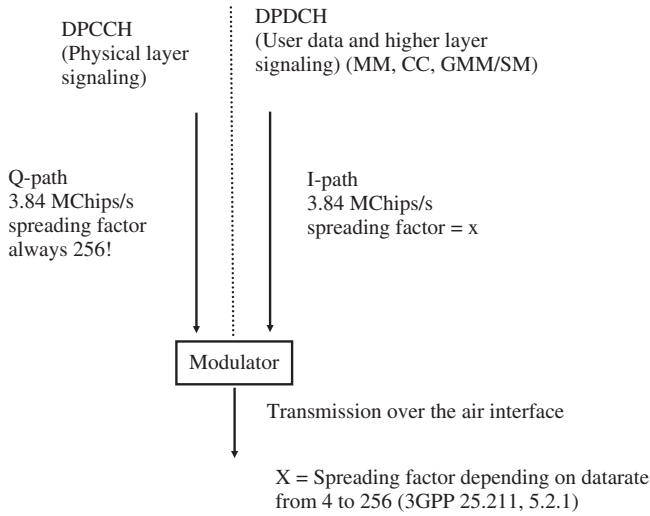 DPCCH
(Physical layer
signaling)
DPDCH
(User data and higher layer
signaling) (MM, CC, GMM/SM)
Q-path
3.84 MChips/s
spreading factor
always 256!
I-path
3.84 MChips/s
spreading factor = x
Modulator
Transmission over the air interface
X = Spreading factor depending on datarate
from 4 to 256 (3GPP 25.211, 5.2.1)